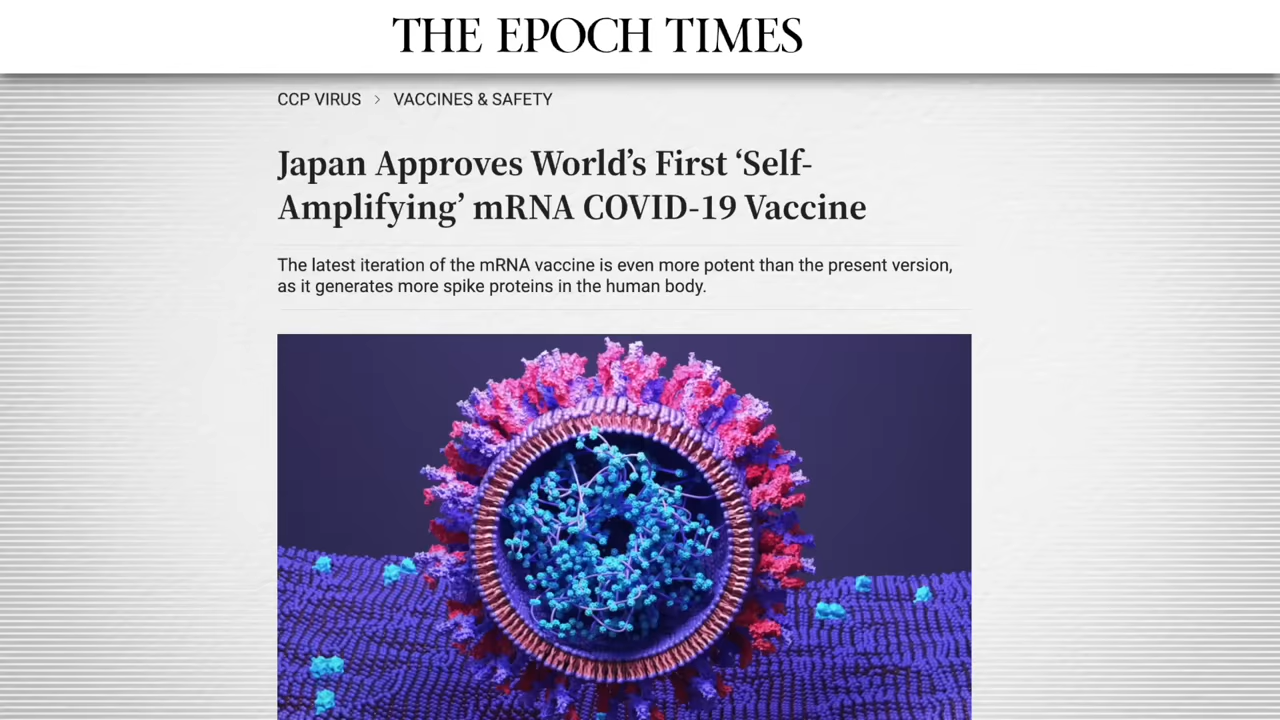 THE EPOCH TIMES
CCP VIRUS > VACCINES & SAFETY
Japan Approves World’s First ‘Self-
Amplifying’ mRNA COVID-19 Vaccine
The latest iteration of the mRNA vaccine is even more potent than the present version,
as it generates more spike proteins in the human body.